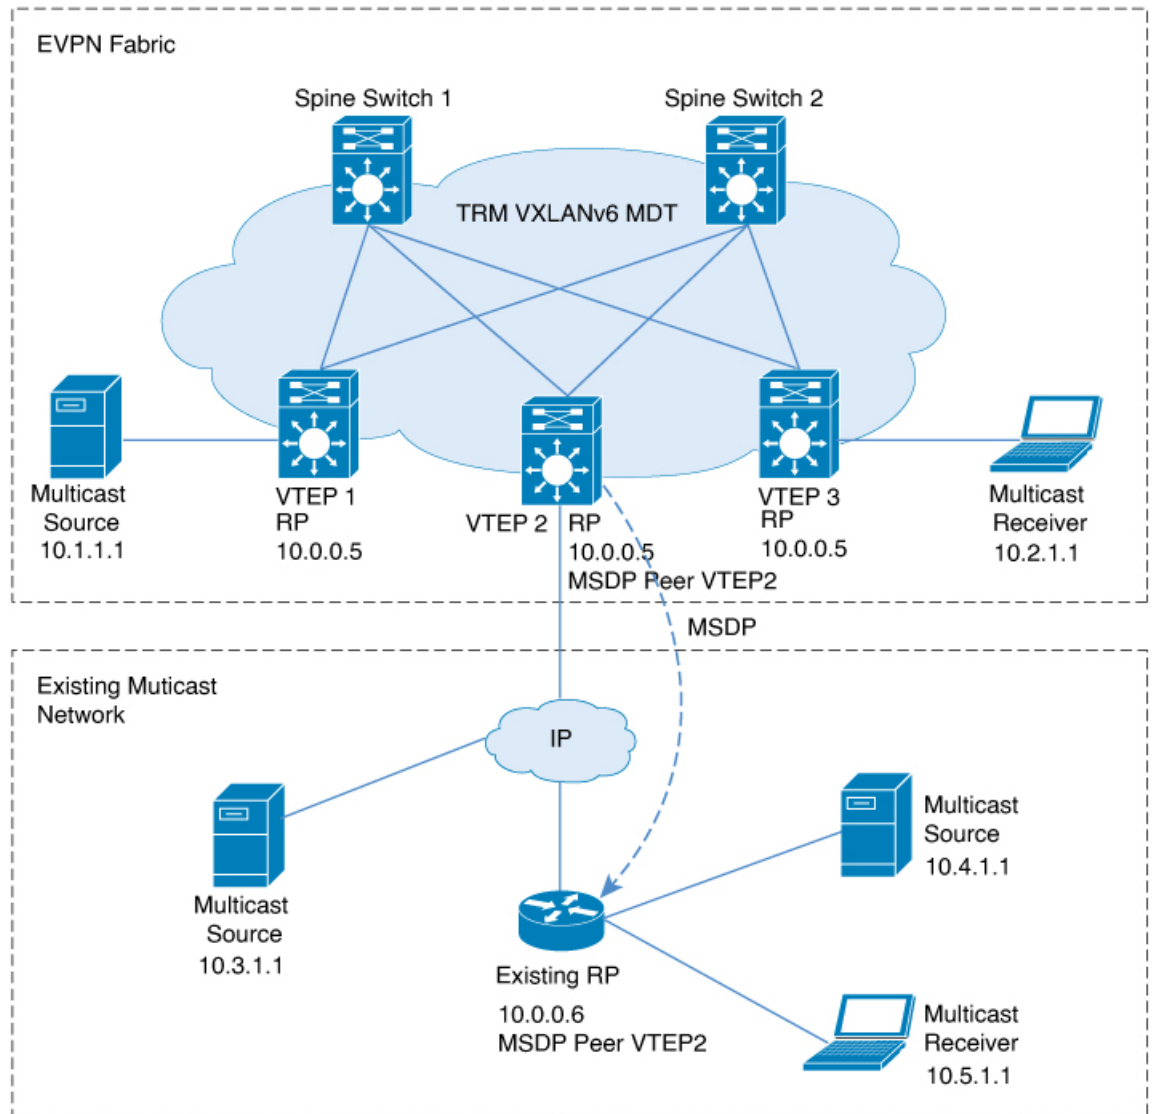 EVPN Fabric
Spine Switch 1
Spine Switch 2
TRM VXLANv6 MDT
Multicast
Source
10.1.1.1
VTEP 1
RP
10.0.0.5
VTEP 2
RP
10.0.0.5
MSDP Peer VTEP2
VTEP 3
RP
10.0.0.5
Multicast
Receiver
10.2.1.1
MSDP
Existing Muticast
Network
IP
Multicast
Source
10.3.1.1
Existing RP
10.0.0.6
MSDP Peer VTEP2
Multicast
Source
10.4.1.1
Multicast
Receiver
10.5.1.1